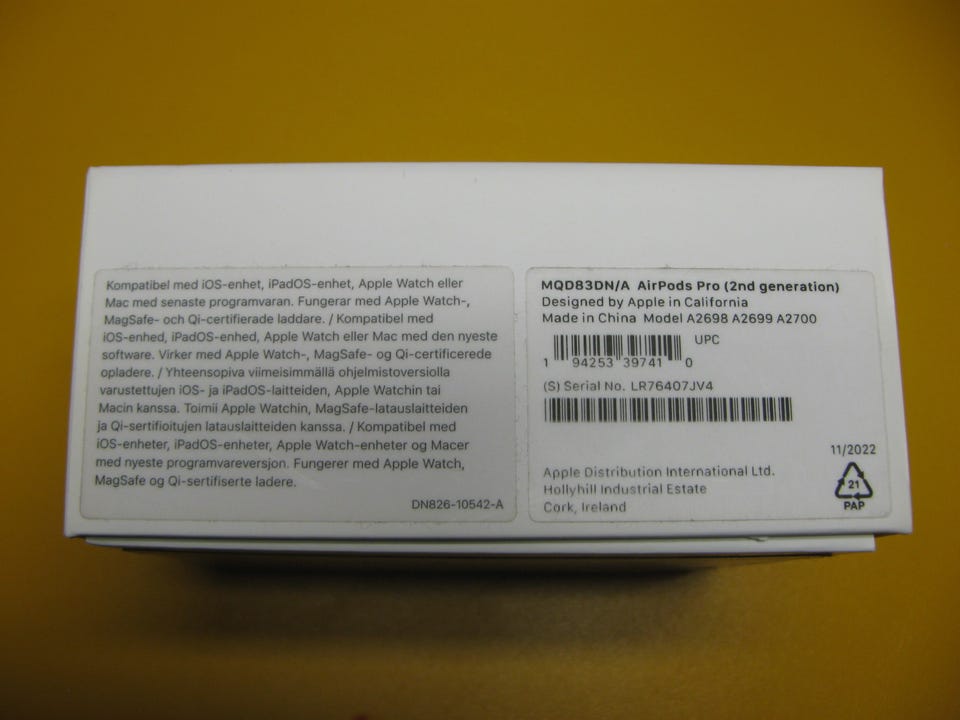 Kompatibel med iOS-enhet, iPadOS-enhet, Apple Watch eller
Mac med senaste programvaran. Fungerar med Apple Watch-,
MagSafe- och Qi-certifierade laddare. / Kompatibel med
iOS-enhed, iPadOS-enhed, Apple Watch eller Mac med den nyeste
software. Virker med Apple Watch-, MagSafe- og Qi-certificerede
opladere. / Yhteensopiva viimeisimmällä ohjelmistoversiolla
varustettujen iOS- ja iPadOS-laitteiden, Apple Watchin tai
Macin kanssa. Toimii Apple Watchin, MagSafe-latauslaitteiden
ja Qi-sertifioitujen latauslaitteiden kanssa. / Kompatibel med
iOS-enheter, iPadOS-enheter, Apple Watch-enheter og Macer
med nyeste programvareversjon. Fungerer med Apple Watch,
MagSafe og Qi-sertifiserte ladere.
DN826-10542-A
MQD83DN/A AirPods Pro (2nd generation)
Designed by Apple in California
Made in China Model A2698 A2699 A2700
UPC
1 94253 39741 0
(S) Serial No. LR76407JV4
11/2022
Apple Distribution International Ltd.
Hollyhill Industrial Estate
Cork, Ireland
21
PAP